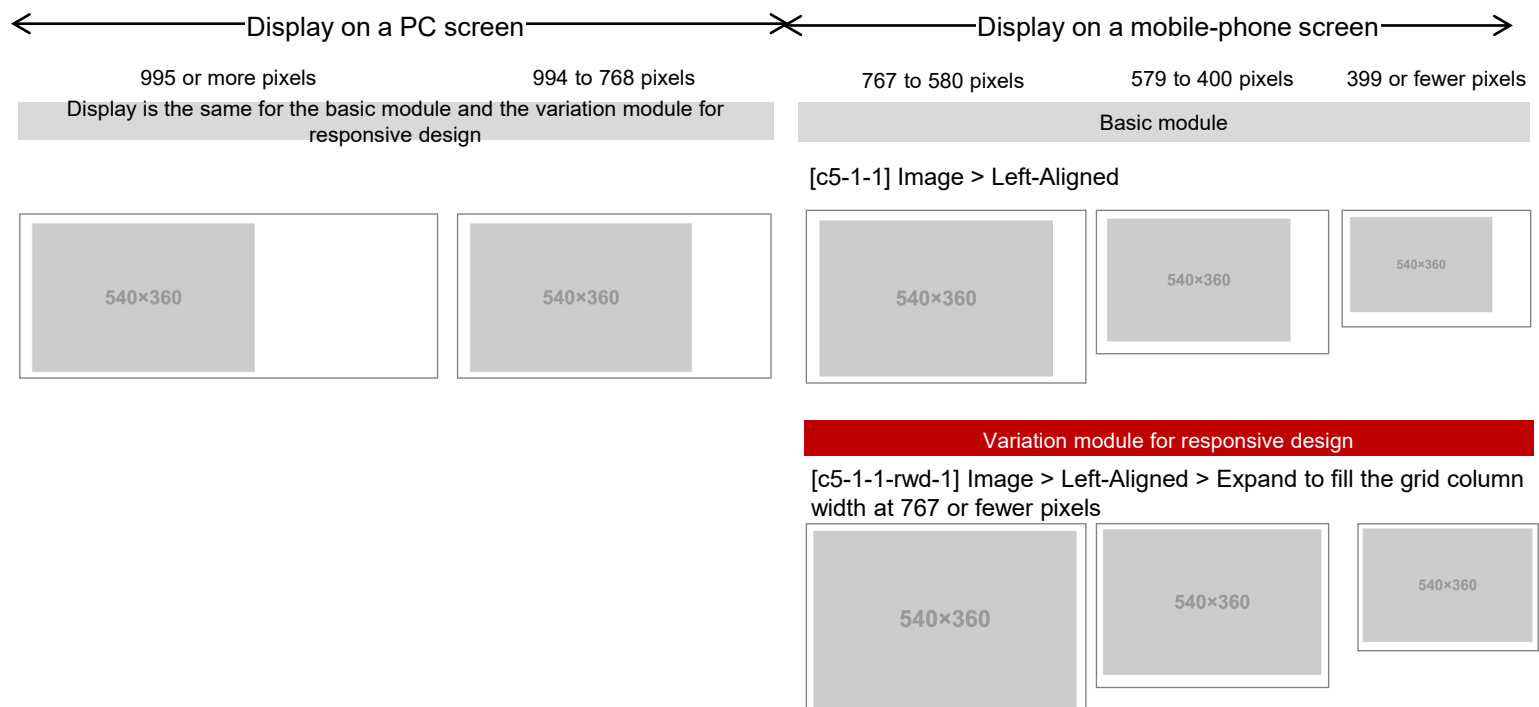 Display on a PC screen
Display on a mobile-phone screen
995 or more pixels
994 to 768 pixels
767 to 580 pixels
579 to 400 pixels
399 or fewer pixels
Display is the same for the basic module and the variation module for
responsive design
Basic module
[c5-1-1] Image > Left-Aligned
540×360
540×360
540×360
540×360
540×360
Variation module for responsive design
[c5-1-1-rwd-1] Image > Left-Aligned > Expand to fill the grid column
width at 767 or fewer pixels
540×360
540×360
540×360